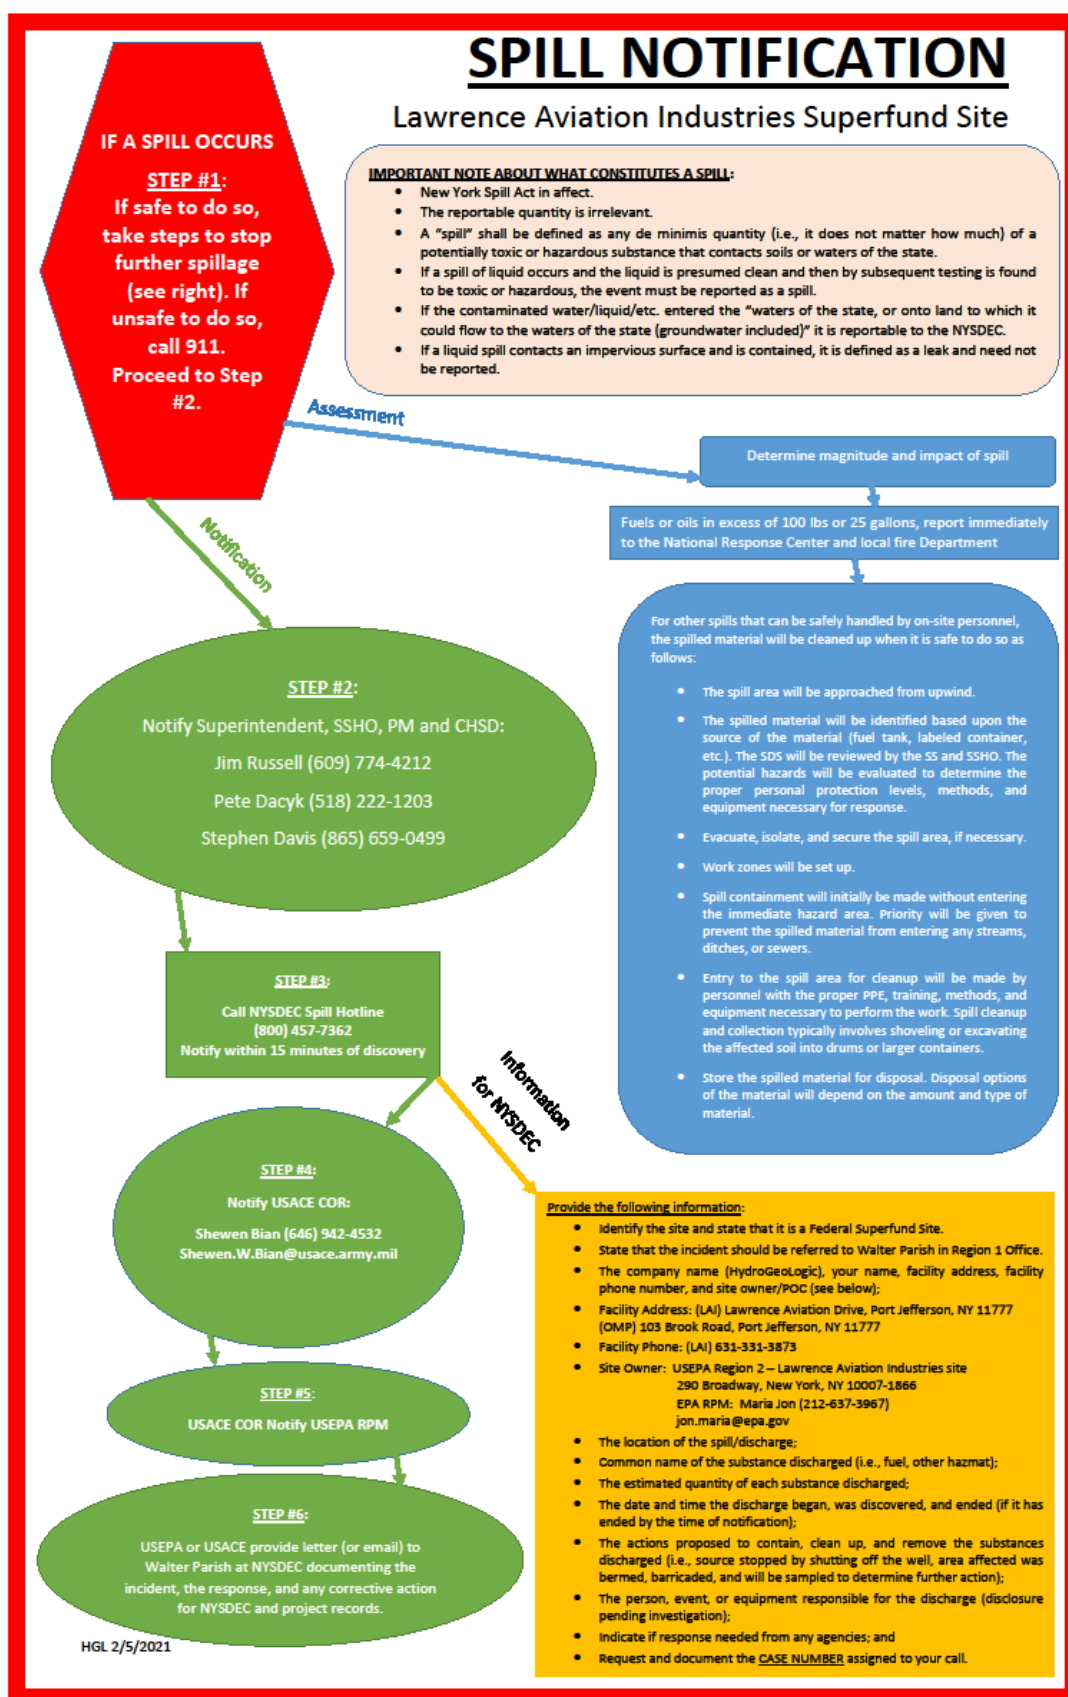 SPILL NOTIFICATION
Lawrence Aviation Industries Superfund Site
IF A SPILL OCCURS
STEP #1:
If safe to do so,
take steps to stop
further spillage
(see right). If
unsafe to do so,
call 911.
Proceed to Step
#2.
IMPORTANT NOTE ABOUT WHAT CONSTITUTES A SPILL:
• New York Spill Act in affect.
• The reportable quantity is irrelevant.
• A “spill” shall be defined as any de minimis quantity (i.e., it does not matter how much) of a
potentially toxic or hazardous substance that contacts soils or waters of the state.
• If a spill of liquid occurs and the liquid is presumed clean and then by subsequent testing is found
to be toxic or hazardous, the event must be reported as a spill.
• If the contaminated water/liquid/etc. entered the “waters of the state, or onto land to which it
could flow to the waters of the state (groundwater included)” it is reportable to the NYSDEC.
• If a liquid spill contacts an impervious surface and is contained, it is defined as a leak and need not
be reported.
Assessment
Determine magnitude and impact of spill
Fuels or oils in excess of 100 lbs or 25 gallons, report immediately
to the National Response Center and local fire Department
For other spills that can be safely handled by on-site personnel,
the spilled material will be cleaned up when it is safe to do so as
follows:
• The spill area will be approached from upwind.
• The spilled material will be identified based upon the
source of the material (fuel tank, labeled container,
etc.). The SDS will be reviewed by the SS and SSHO. The
potential hazards will be evaluated to determine the
proper personal protection levels, methods, and
equipment necessary for response.
• Evacuate, isolate, and secure the spill area, if necessary.
• Work zones will be set up.
• Spill containment will initially be made without entering
the immediate hazard area. Priority will be given to
prevent the spilled material from entering any streams,
ditches, or sewers.
• Entry to the spill area for cleanup will be made by
personnel with the proper PPE, training, methods, and
equipment necessary to perform the work. Spill cleanup
and collection typically involves shoveling or excavating
the affected soil into drums or larger containers.
• Store the spilled material for disposal. Disposal options
of the material will depend on the amount and type of
material.
Notification
STEP #2:
Notify Superintendent, SSHO, PM and CHSD:
Jim Russell (609) 774-4212
Pete Dacyk (518) 222-1203
Stephen Davis (865) 659-0499
STEP #3:
Call NYSDEC Spill Hotline
(800) 457-7362
Notify within 15 minutes of discovery
Information
for NYSDEC
STEP #4:
Notify USACE COR:
Shewen Bian (646) 942-4532
Shewen.W.Bian@usace.army.mil
STEP #5:
USACE COR Notify USEPA RPM
STEP #6:
USEPA or USACE provide letter (or email) to
Walter Parish at NYSDEC documenting the
incident, the response, and any corrective action
for NYSDEC and project records.
HGL 2/5/2021
Provide the following information:
• Identify the site and state that it is a Federal Superfund Site.
• State that the incident should be referred to Walter Parish in Region 1 Office.
• The company name (HydroGeoLogic), your name, facility address, facility
phone number, and site owner/POC (see below);
• Facility Address: (LAI) Lawrence Aviation Drive, Port Jefferson, NY 11777
(OMP) 103 Brook Road, Port Jefferson, NY 11777
• Facility Phone: (LAI) 631-331-3873
• Site Owner: USEPA Region 2 – Lawrence Aviation Industries site
290 Broadway, New York, NY 10007-1866
EPA RPM: Maria Jon (212-637-3967)
jon.maria@epa.gov
• The location of the spill/discharge;
• Common name of the substance discharged (i.e., fuel, other hazmat);
• The estimated quantity of each substance discharged;
• The date and time the discharge began, was discovered, and ended (if it has
ended by the time of notification);
• The actions proposed to contain, clean up, and remove the substances
discharged (i.e., source stopped by shutting off the well, area affected was
bermed, barricaded, and will be sampled to determine further action);
• The person, event, or equipment responsible for the discharge (disclosure
pending investigation);
• Indicate if response needed from any agencies; and
• Request and document the CASE NUMBER assigned to your call.